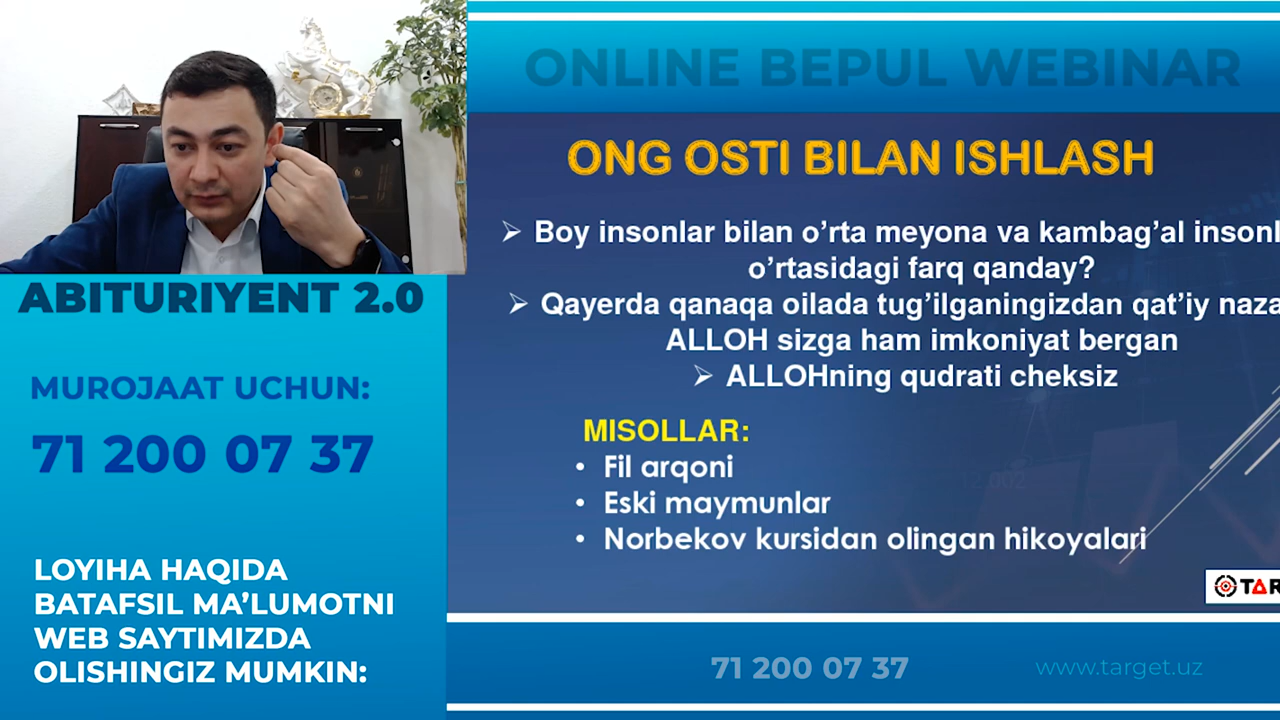 ONLINE BEPUL WEBINAR
ONG OSTI BILAN ISHLASH
➢ Boy insonlar bilan o’rta meyona va kambag’al insonl
o’rtasidagi farq qanday?
➢ Qayerda qanaqa oilada tug’ilganingizdan qat’iy naza
ALLOH sizga ham imkoniyat bergan
➢ ALLOHning qudrati cheksiz
MISOLLAR:
• Fil arqoni
• Eski maymunlar
• Norbekov kursidan olingan hikoyalari
TAR
71 200 07 37
www.target.uz
ABITURIYENT 2.0
MUROJAAT UCHUN:
71 200 07 37
LOYIHA HAQIDA
BATAFSIL MA’LUMOTNI
WEB SAYTIMIZDA
OLISHINGIZ MUMKIN: